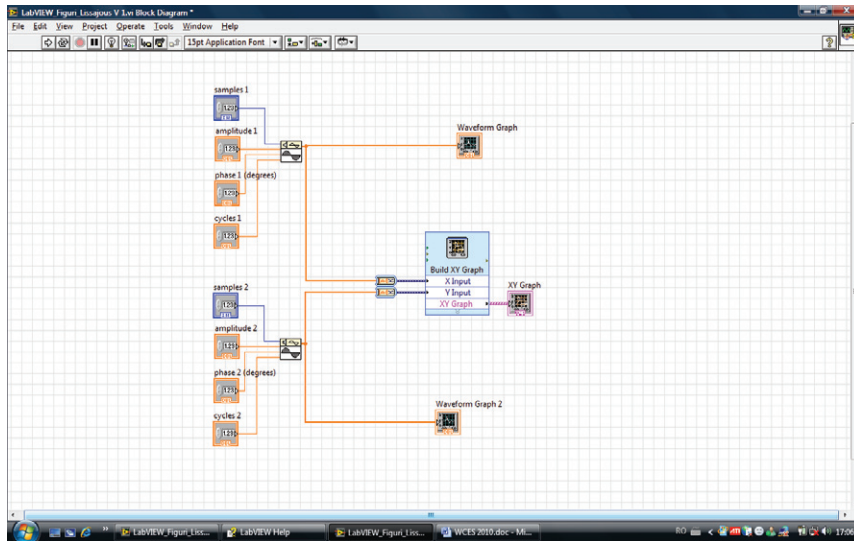 LabVIEW_Figuri_Lissajous V 1.vi Block Diagram *
File Edit View Project Operate Tools Window Help
15pt Application Font
samples 1
amplitude 1
phase 1 (degrees)
cycles 1
Waveform Graph
Build XY Graph
X Input
Y Input
XY Graph
XY Graph
samples 2
amplitude 2
phase 2 (degrees)
cycles 2
Waveform Graph 2
LabVIEW_Figuri_Liss... LabVIEW Help LabVIEW_Figuri_Liss... WCES 2010.doc - Mi... RO 17:06